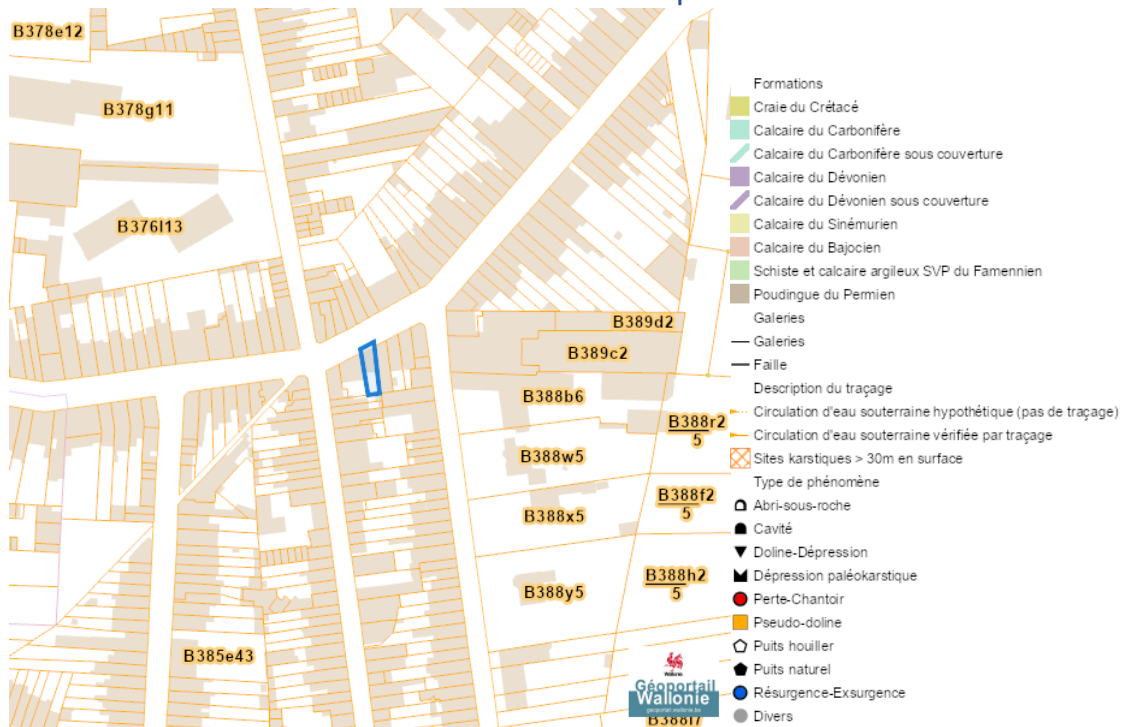 B378e12
B378g11
B376l13
B389d2
B389c2
B388b6
B388r2
5
B388w5
B388f2
5
B388x5
B388h2
5
B388y5
B385e43
B388l7
Wallonie
Géoportail
Wallonie
geoportail.wallonie.be
Formations
Craie du Crétacé
Calcaire du Carbonifère
Calcaire du Carbonifère sous couverture
Calcaire du Dévonien
Calcaire du Dévonien sous couverture
Calcaire du Sinémurien
Calcaire du Bajocien
Schiste et calcaire argileux SVP du Famennien
Poudingue du Permien
Galeries
Galeries
Faille
Description du traçage
Circulation d'eau souterraine hypothétique (pas de traçage)
Circulation d'eau souterraine vérifiée par traçage
Sites karstiques > 30m en surface
Type de phénomène
Abri-sous-roche
Cavité
Doline-Dépression
Dépression paléokarstique
Perte-Chantoir
Pseudo-doline
Puits houiller
Puits naturel
Résurgence-Exsurgence
Divers